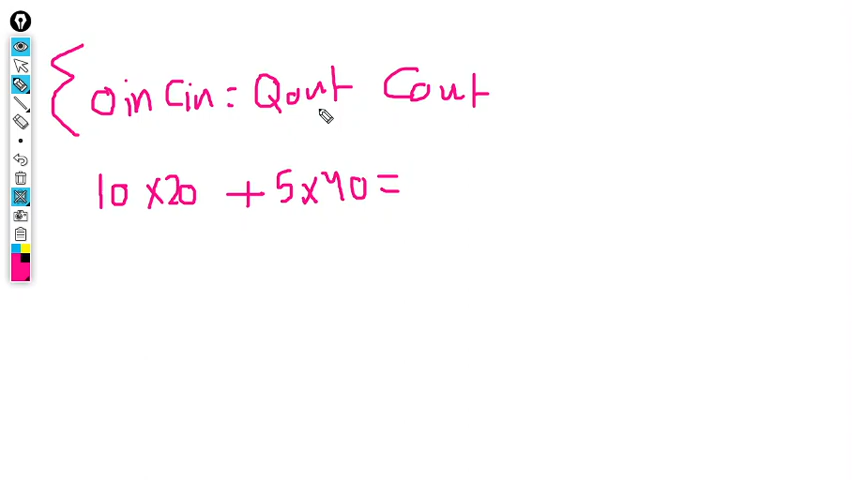 { Qin Cin = Qout Cout
10 x 20 + 5 x 40 =